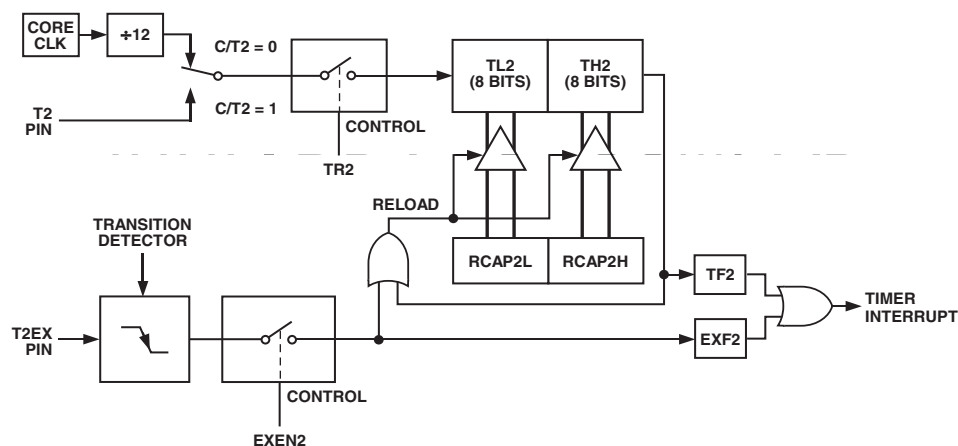 CORE
CLK
÷12
C/T2 = 0
C/T2 = 1
T2
PIN
CONTROL
TR2
TL2
(8 BITS)
TH2
(8 BITS)
RELOAD
RCAP2L
RCAP2H
TRANSITION
DETECTOR
T2EX
PIN
CONTROL
EXEN2
TF2
EXF2
TIMER
INTERRUPT